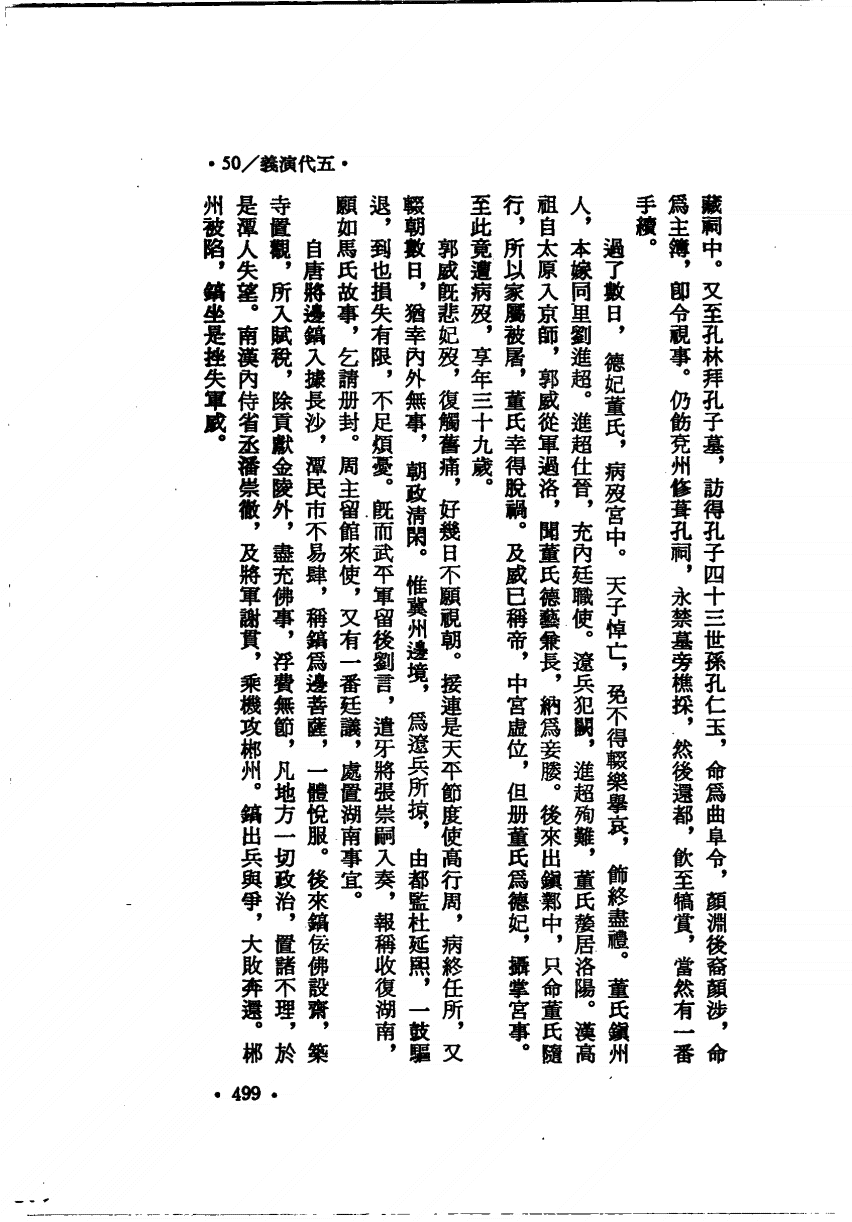 •50/義演代五•
藏祠中。又至孔林拜孔子墓，訪得孔子四十三世孫孔仁玉，命爲曲阜令，顏淵後裔顏涉，命
爲主簿，卽令視事。仍飭兗州修葺孔祠，永禁墓旁樵採，然後還都，飲至犒賞，當然有一番
手續。
過了數日，德妃董氏，病歿宮中。天子悼亡，免不得輟樂舉哀，飾終盡禮。董氏鎭州
人，本嫁同里劉進超。進超仕晉，充內廷職使。遼兵犯闕，進超殉難，董氏嫠居洛陽。漢高
祖自太原入京師，郭威從軍過洛，聞董氏德藝兼長，納爲妾媵。後來出鎭鄴中，只命董氏隨
行，所以家屬被屠，董氏幸得脫禍。及威已稱帝，中宮虛位，但册董氏爲德妃，攝掌宮事。
至此竟遭病歿，享年三十九歲。
郭威旣悲妃歿，復觸舊痛，好幾日不願視朝。接連是天平節度使高行周，病終任所，又
輟朝數日，猶幸內外無事，朝政淸閑。惟冀州邊境，爲遼兵所掠，由都監杜延熙，一鼓驅
退，到也損失有限，不足煩憂。旣而武平軍留後劉言，遣牙將張崇嗣入奏，報稱收復湖南，
願如馬氏故事，乞請册封。周主留館來使，又有一番廷議，處置湖南事宜。
自唐將邊鎬入據長沙，潭民市不易肆，稱鎬爲邊菩薩，一體悅服。後來鎬佞佛設齋，築
寺置觀，所入賦稅，除貢獻金陵外，盡充佛事，浮費無節，凡地方一切政治，置諸不理，於
是潭人失望。南漢內侍省丞潘崇徹，及將軍謝貫，乘機攻郴州。鎬出兵與爭，大敗奔還。郴
州被陷，鎬坐是挫失軍威。
•499•